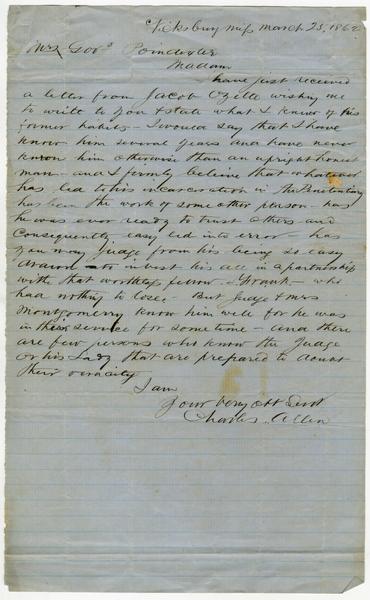 Vicksburg Miss March 23, 1862
Mrs Govr Poindexter
Madam
have just received
a letter from Jacob Ozette wishing me
to write to you & state what I know of his
former habits - I would say that I have
known him several years and have never
known him otherwise than an upright honest
man - and I firmly believe that whatever
has led to his incarceration in the Penitentiary
has been the work of some other person - has
he was ever ready to trust others and
consequently easy led into error - has
you may judge from his being so easy
drawn to invest his all in a partnership
with that worthless fellow - who
had nothing to lose - But Judge & Mrs
Montgomery know him well for he was
in their service for some time - and there
are few persons who know the Judge
or his Lady that are prepared to doubt
their veracity
I am
your very obt Servt
Charles Allen